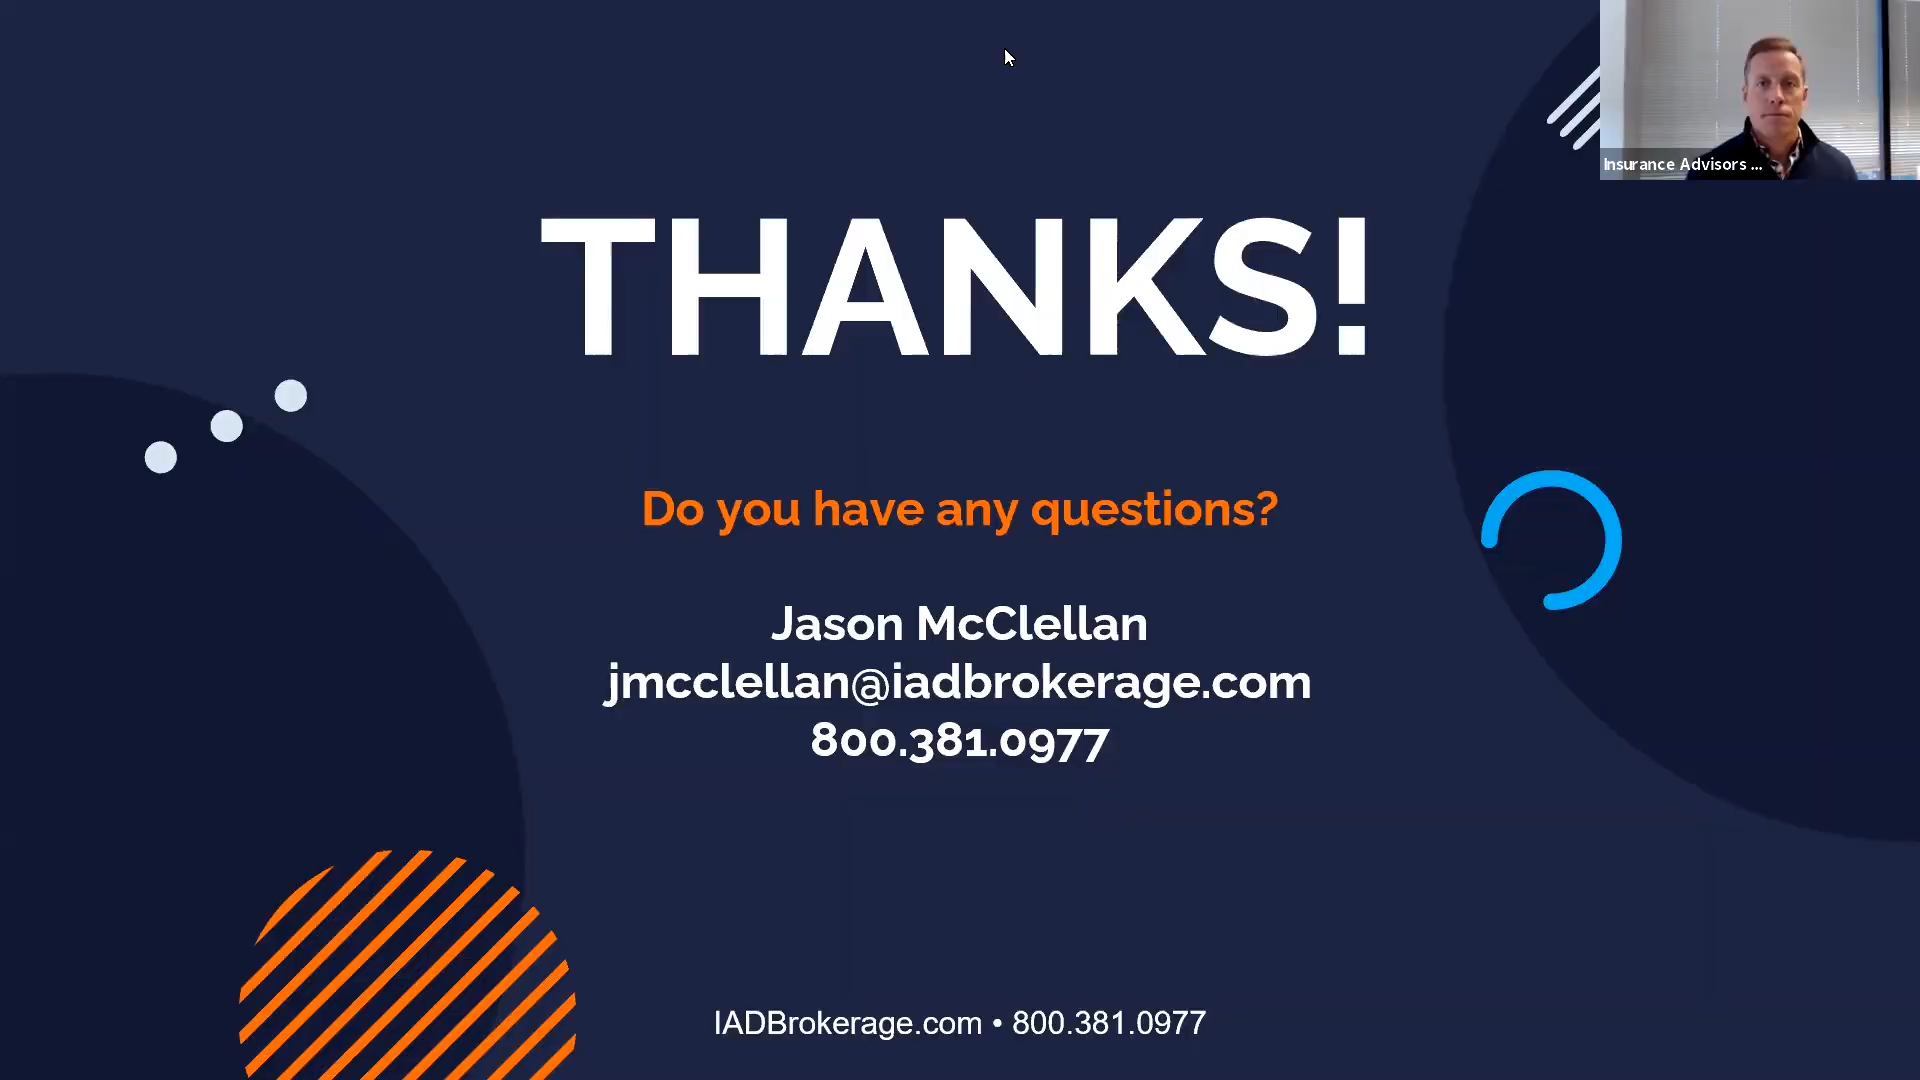 Insurance Advisors ...
THANKS!
Do you have any questions?
Jason McClellan
jmcclellan@iadbrokerage.com
800.381.0977
IADBrokerage.com • 800.381.0977